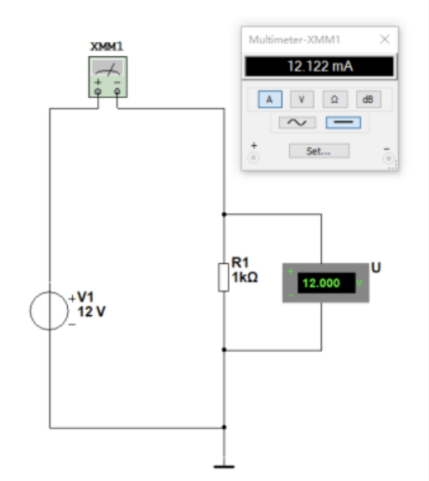 XMM1
Multimeter-XMM1
12.122 mA
A
V
Ω
dB
Set...
+
-
+
-
R1
1kΩ
+
-
12.000
V
U
+
-
V1
12 V